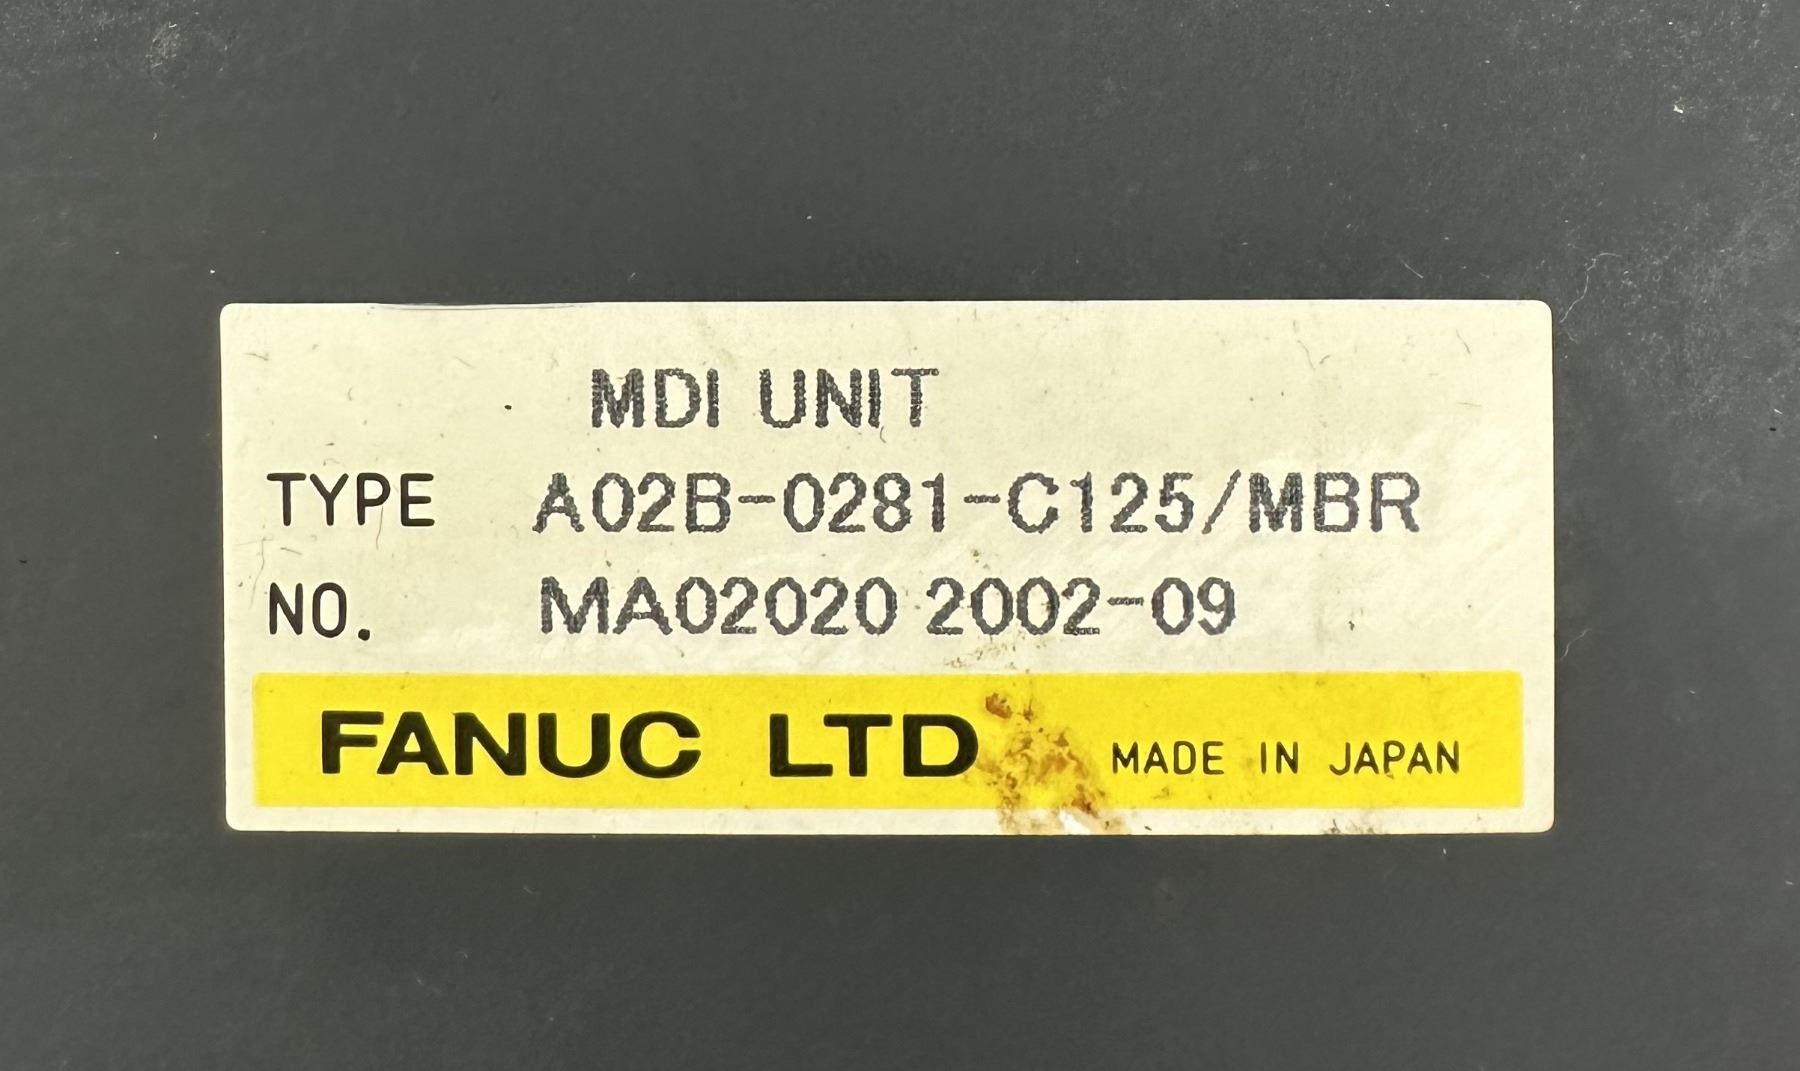 MDI UNIT
TYPE A02B-0281-C125/MBR
NO. MA02020 2002-09
FANUC LTD MADE IN JAPAN